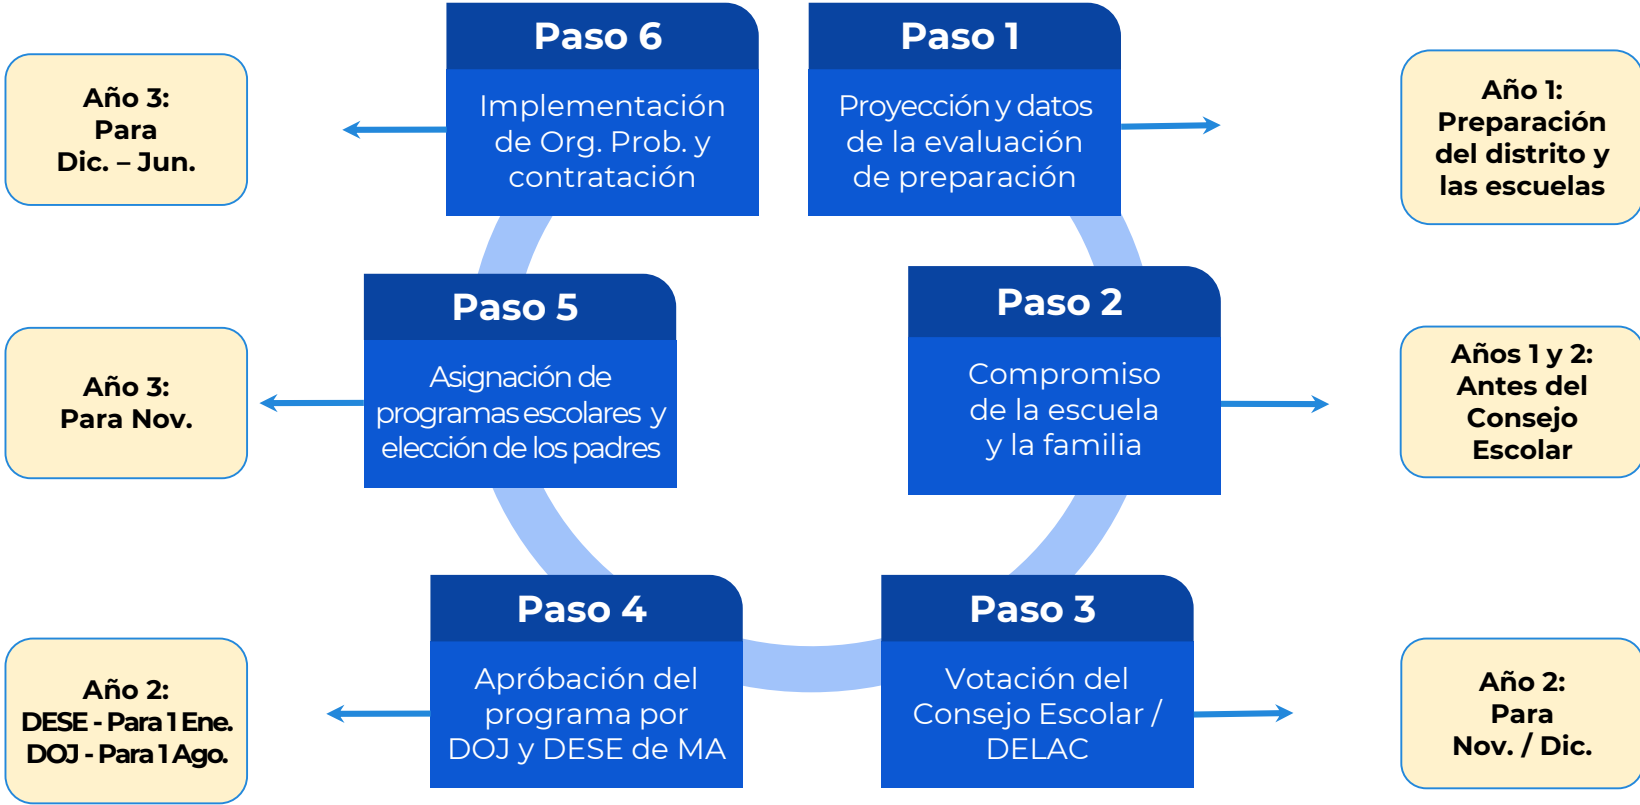 Paso 1
Proyección y datos
de la evaluación
de preparación
Año 1:
Preparación
del distrito y
las escuelas
Paso 2
Compromiso
de la escuela
y la familia
Años 1 y 2:
Antes del
Consejo
Escolar
Paso 3
Votación del
Consejo Escolar /
DELAC
Año 2:
Para
Nov. / Dic.
Paso 4
Apróbación del
programa por
DOJ y DESE de MA
Año 2:
DESE - Para 1 Ene.
DOJ - Para 1 Ago.
Paso 5
Asignación de
programas escolares y
elección de los padres
Año 3:
Para Nov.
Paso 6
Implementación
de Org. Prob. y
contratación
Año 3:
Para
Dic. – Jun.